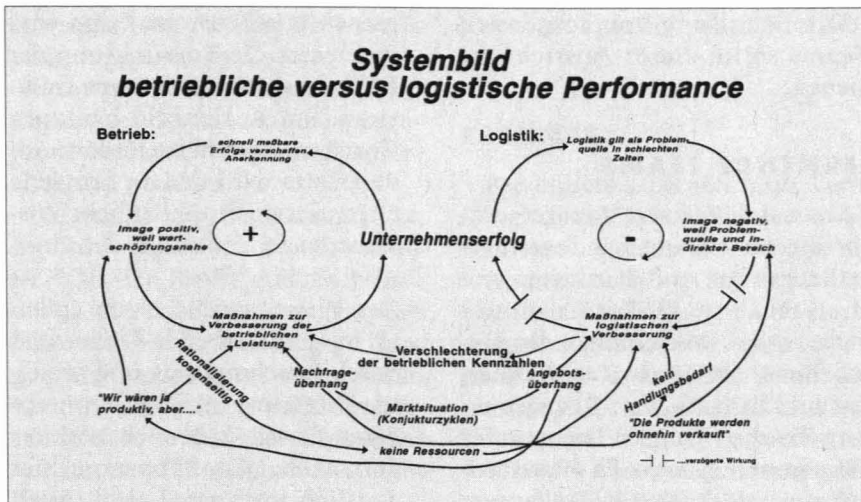 Systembild
betriebliche versus logistische Performance
Betrieb:
Logistik:
schnell meßbare
Erfolge verschaffen
Anerkennung
Logistik gilt als Problem-
quelle in schlechten
Zeiten
Image positiv,
weil wert-
schöpfungsnahe
+
Unternehmenserfolg
-
Image negativ,
weil Problem-
quelle und in-
direkter Bereich
Maßnahmen zur
Verbesserung der
betrieblichen
Leistung
Maßnahmen zur
logistischen
Verbesserung
Verschlechterung
der betrieblichen Kennzahlen
Rationalisierung
kostenseitig
Nachfrage-
überhang
Angebots-
überhang
kein
Handlungsbedarf
"Wir wären ja
produktiv, aber....."
Marktsituation
(Konjukturzyklen)
"Die Produkte werden
ohnehin verkauft"
keine Ressourcen
...verzögerte Wirkung